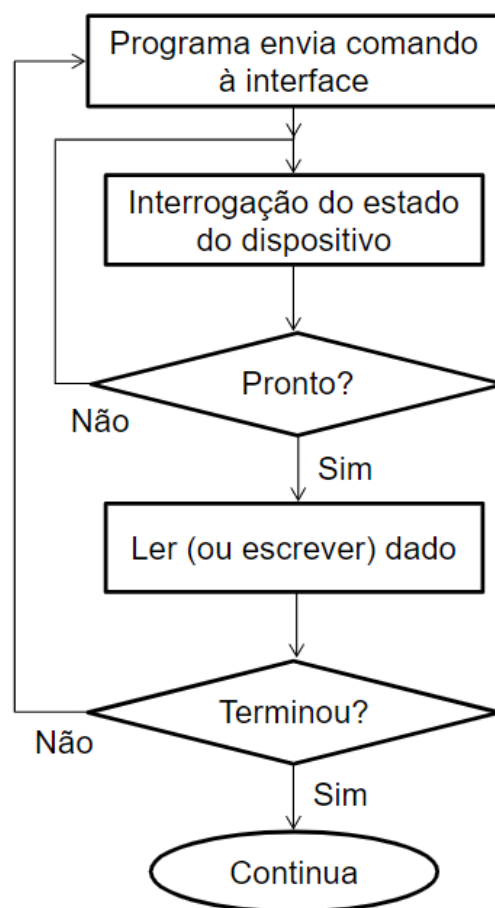 Programa envia comando
à interface
Interrogação do estado
do dispositivo
Pronto?
Não
Sim
Ler (ou escrever) dado
Terminou?
Não
Sim
Continua